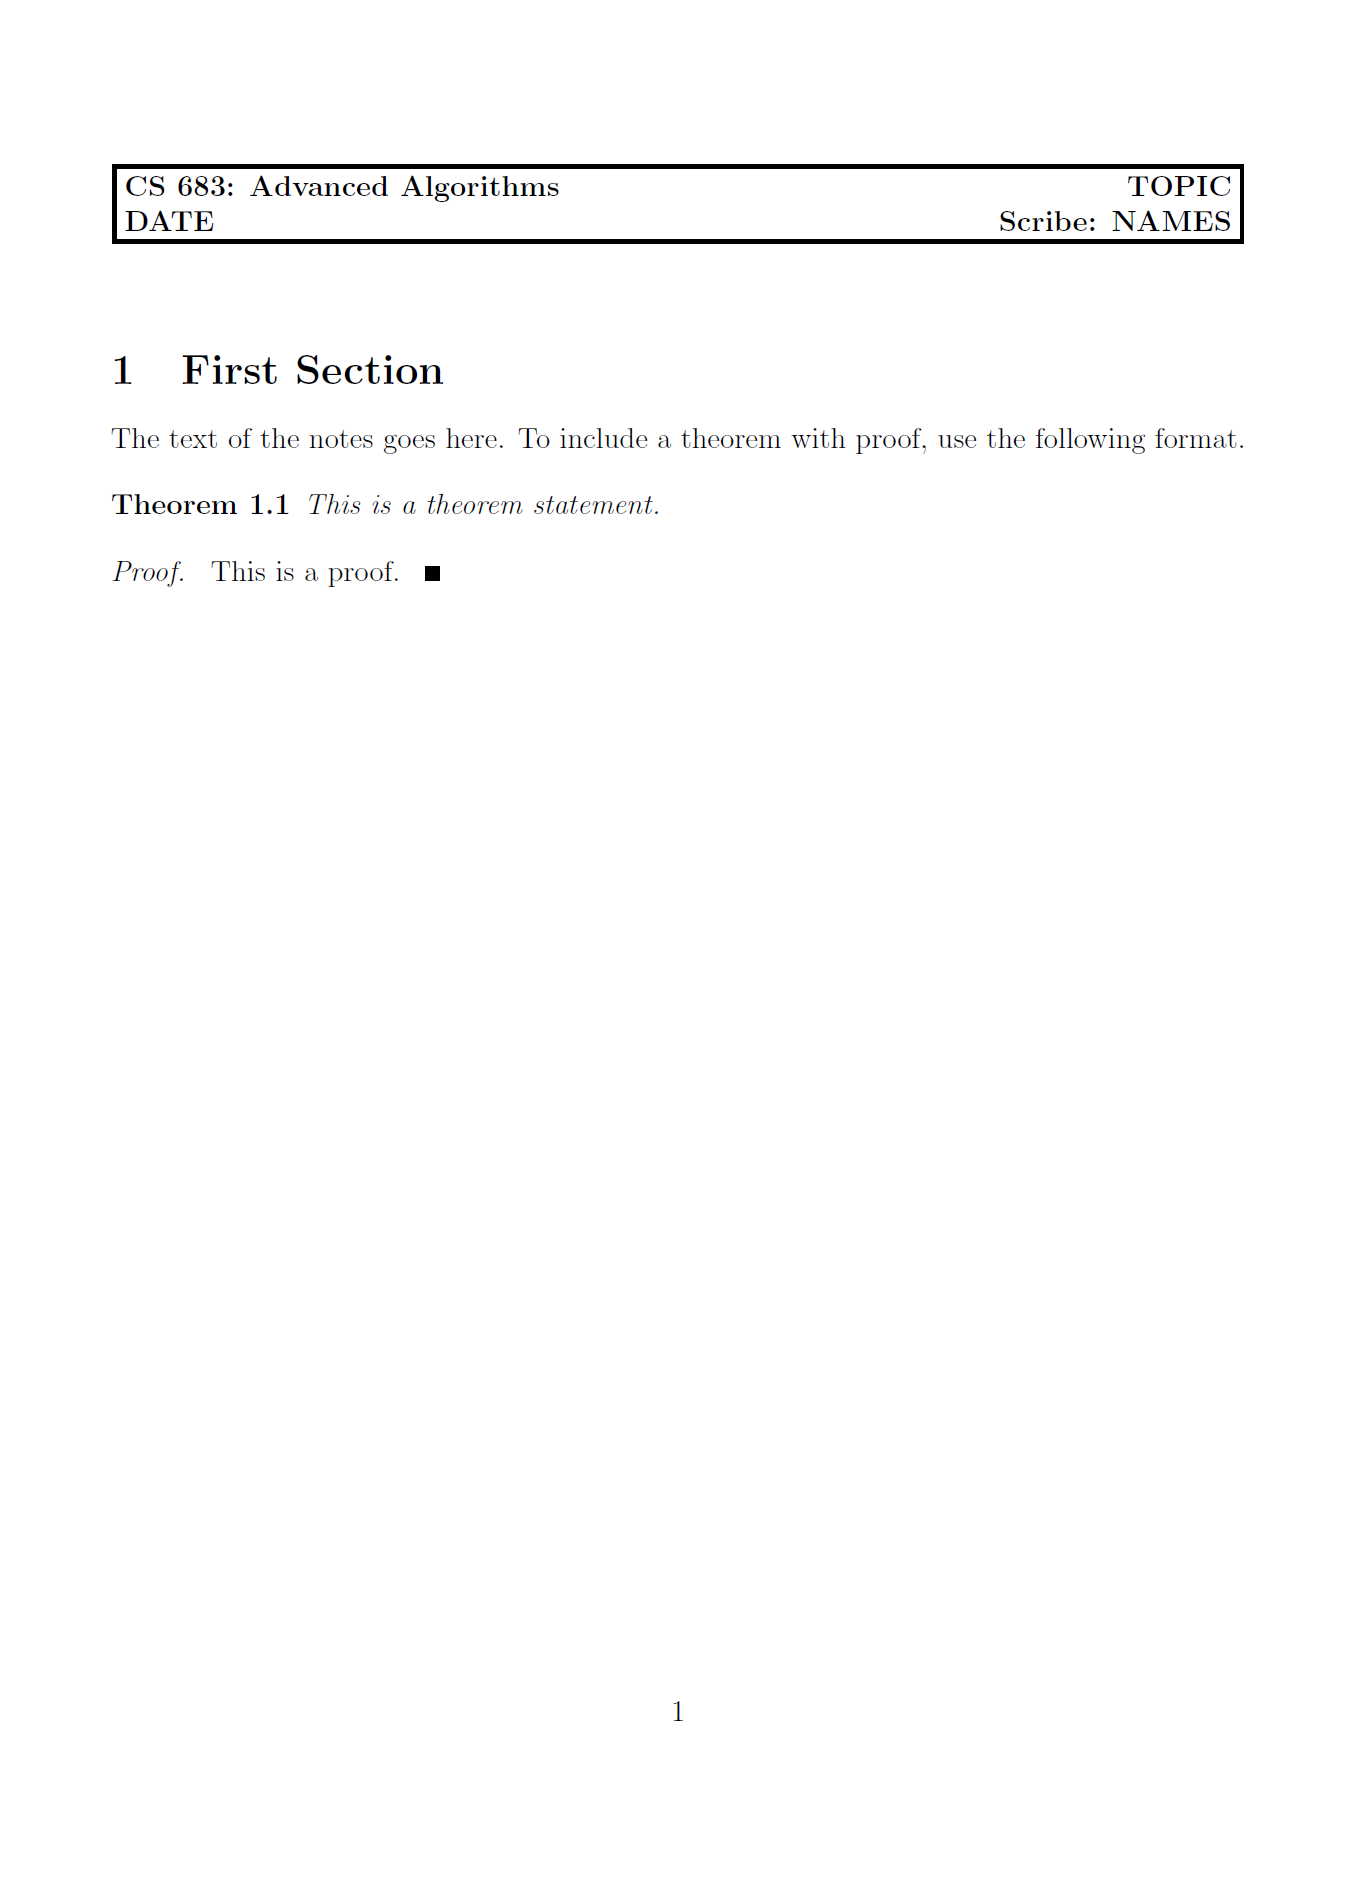 CS 683: Advanced Algorithms TOPIC
DATE Scribe: NAMES
1 First Section
The text of the notes goes here. To include a theorem with proof, use the following format.
Theorem 1.1 This is a theorem statement.
Proof. This is a proof. ■
1